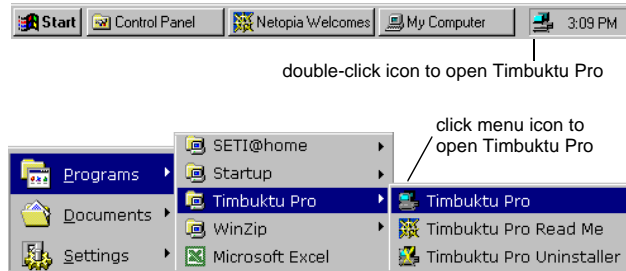 Start Control Panel Netopia Welcomes My Computer 3:09 PM
double-click icon to open Timbuktu Pro
click menu icon to
open Timbuktu Pro
SETI@home
Programs Startup
Timbuktu Pro Timbuktu Pro
Documents WinZip Timbuktu Pro Read Me
Settings Microsoft Excel Timbuktu Pro Uninstaller